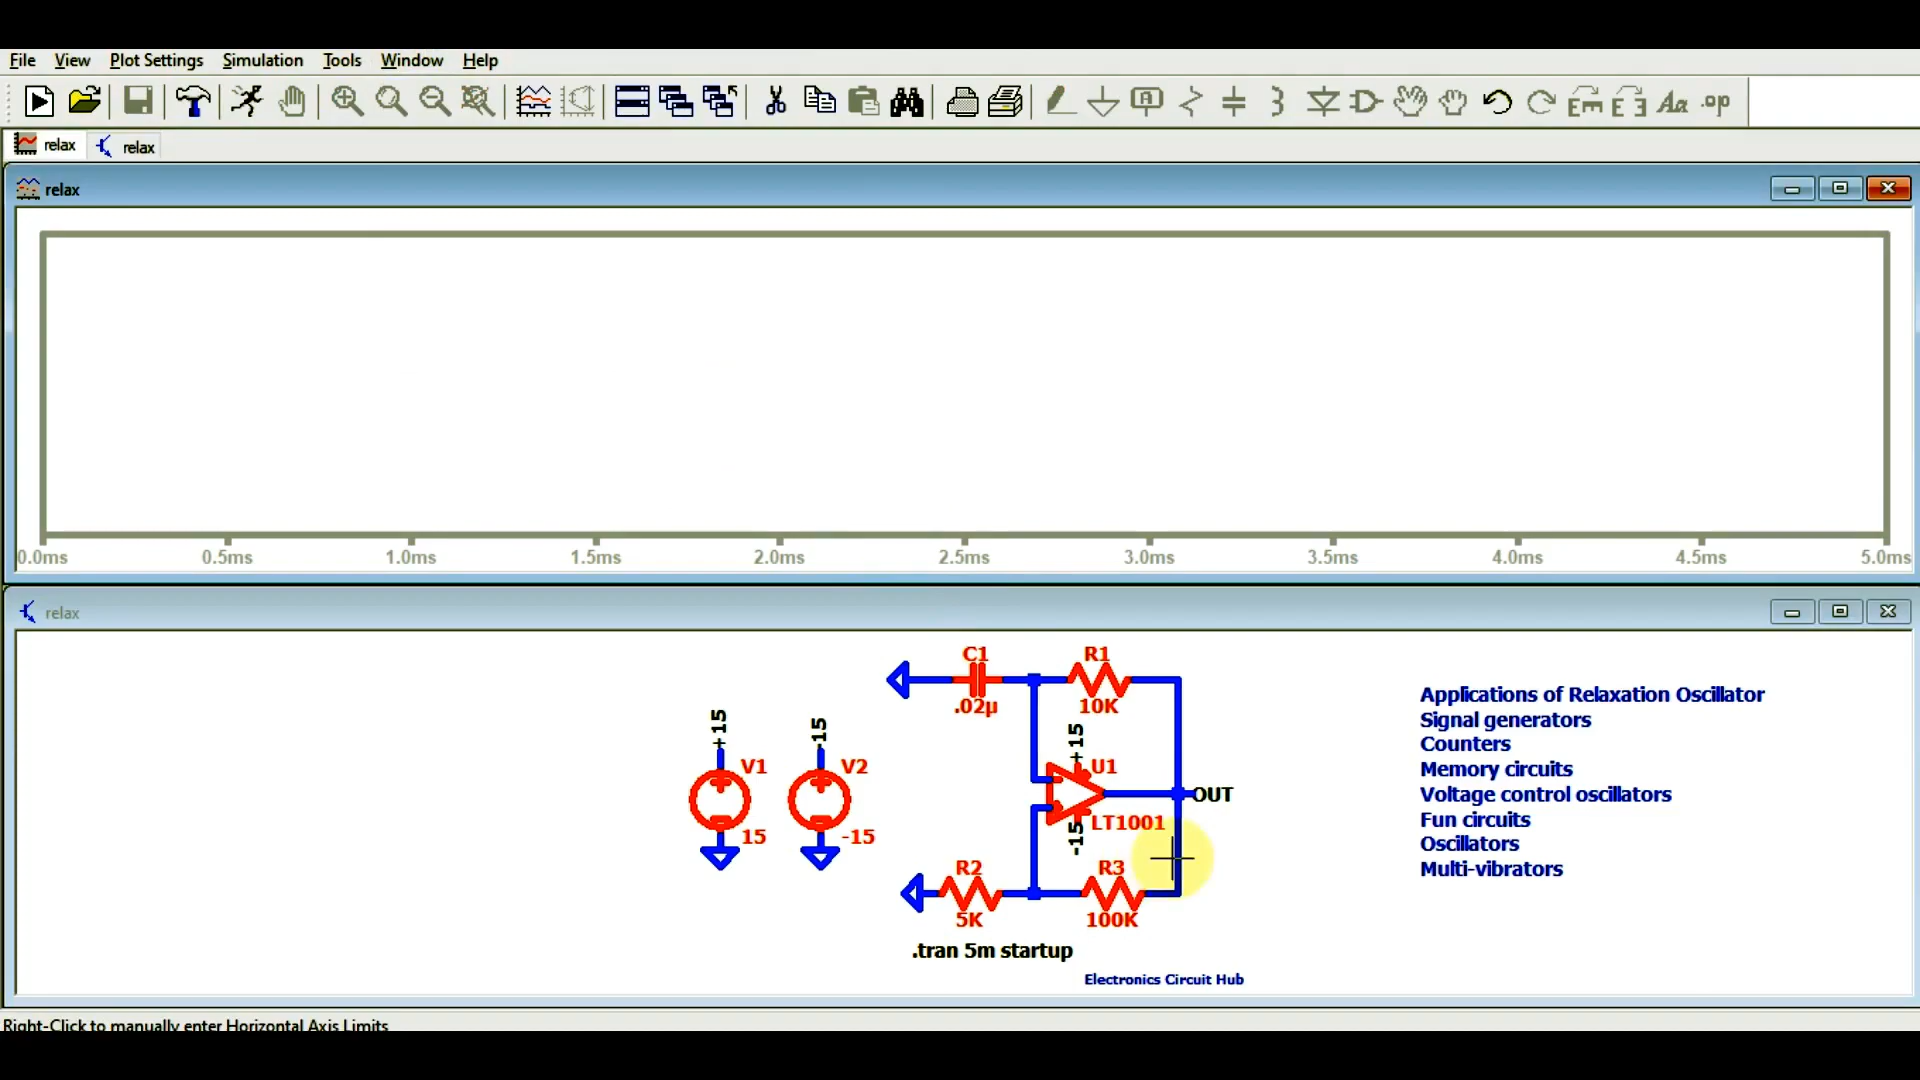 File View Plot Settings Simulation Tools Window Help
.op
relax relax
relax
0.0ms 0.5ms 1.0ms 1.5ms 2.0ms 2.5ms 3.0ms 3.5ms 4.0ms 4.5ms 5.0ms
relax
C1 R1
.02µ 10K
+15 -15 +15
V1 V2 U1
OUT
15 -15 -15 LT1001
R2 R3
5K 100K
.tran 5m startup
Electronics Circuit Hub
Applications of Relaxation Oscillator
Signal generators
Counters
Memory circuits
Voltage control oscillators
Fun circuits
Oscillators
Multi-vibrators
Right-Click to manually enter Horizontal Axis Limits